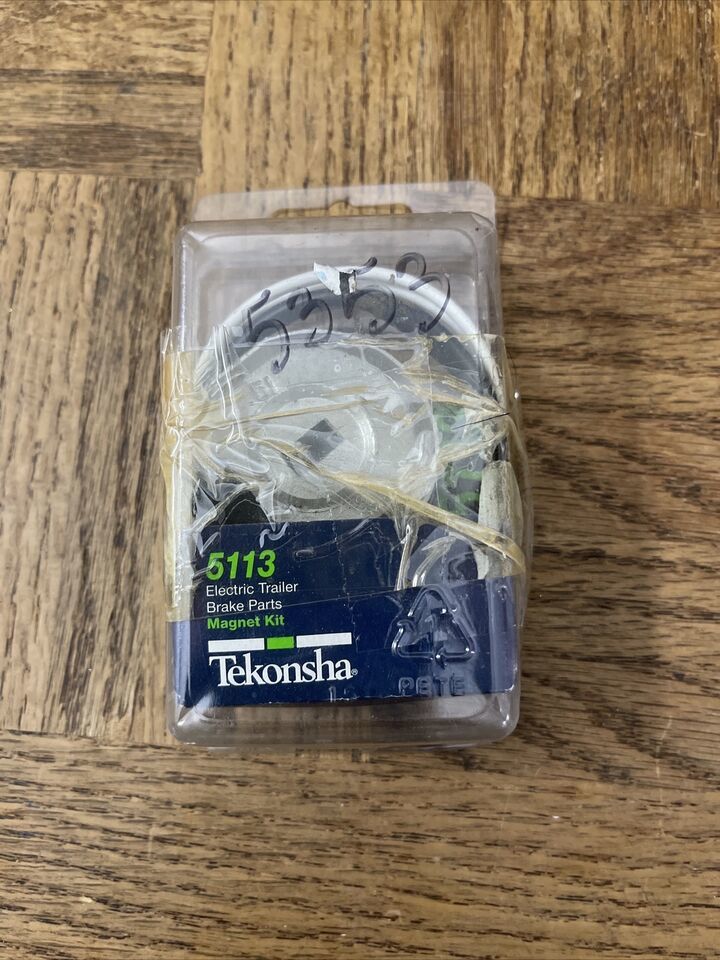 5353
5113
Electric Trailer
Brake Parts
Magnet Kit
Tekonsha®
PETE